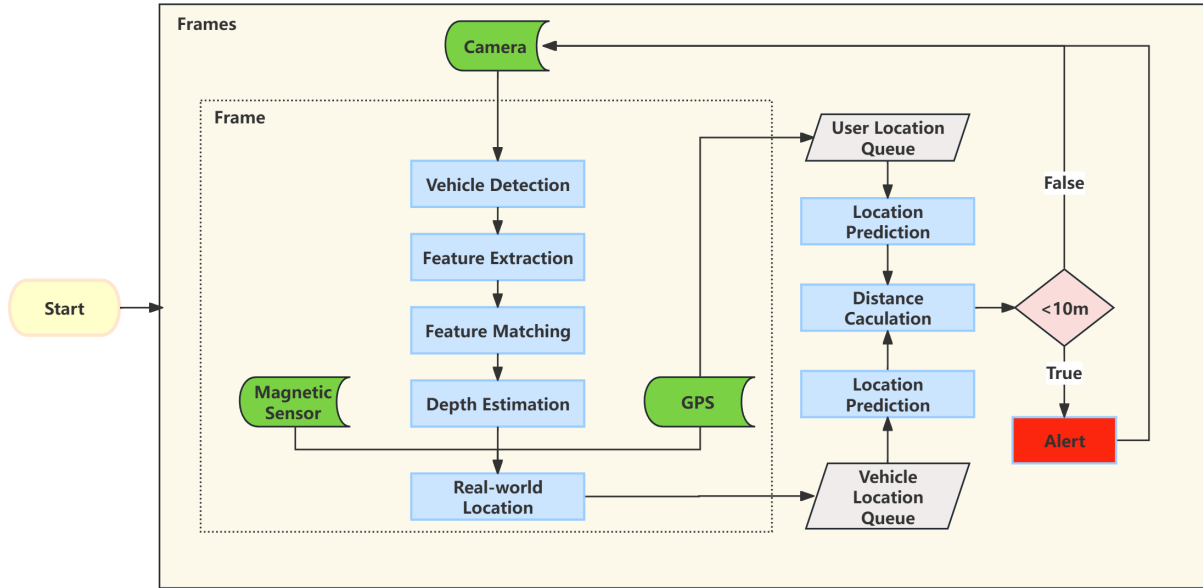 Frames
Camera
Frame
User Location
Queue
Vehicle Detection
False
Location
Prediction
Feature Extraction
Start
Distance
Caculation
<10m
Feature Matching
True
Magnetic
Sensor
Depth Estimation
GPS
Location
Prediction
Alert
Real-world
Location
Vehicle
Location
Queue